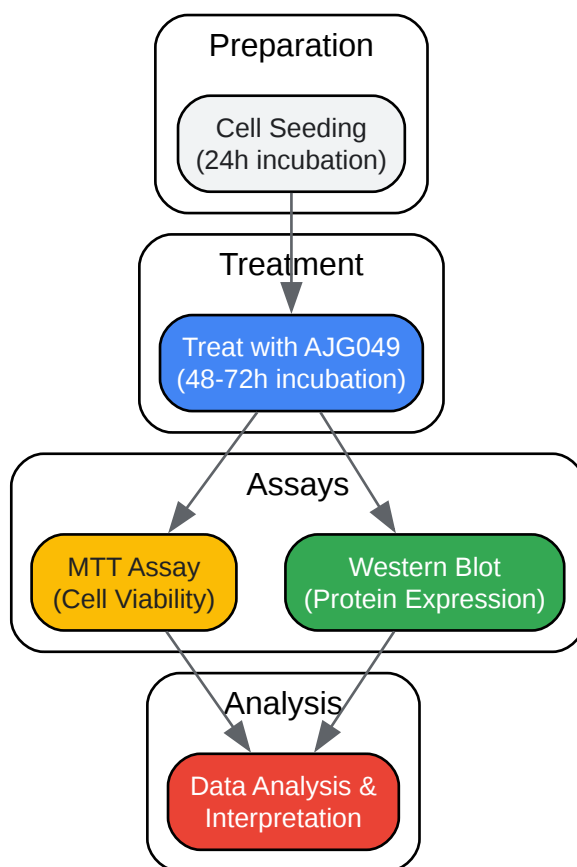 Preparation
Cell Seeding
(24h incubation)
Treatment
Treat with AJG049
(48-72h incubation)
Assays
MTT Assay
(Cell Viability)
Western Blot
(Protein Expression)
Analysis
Data Analysis &
Interpretation